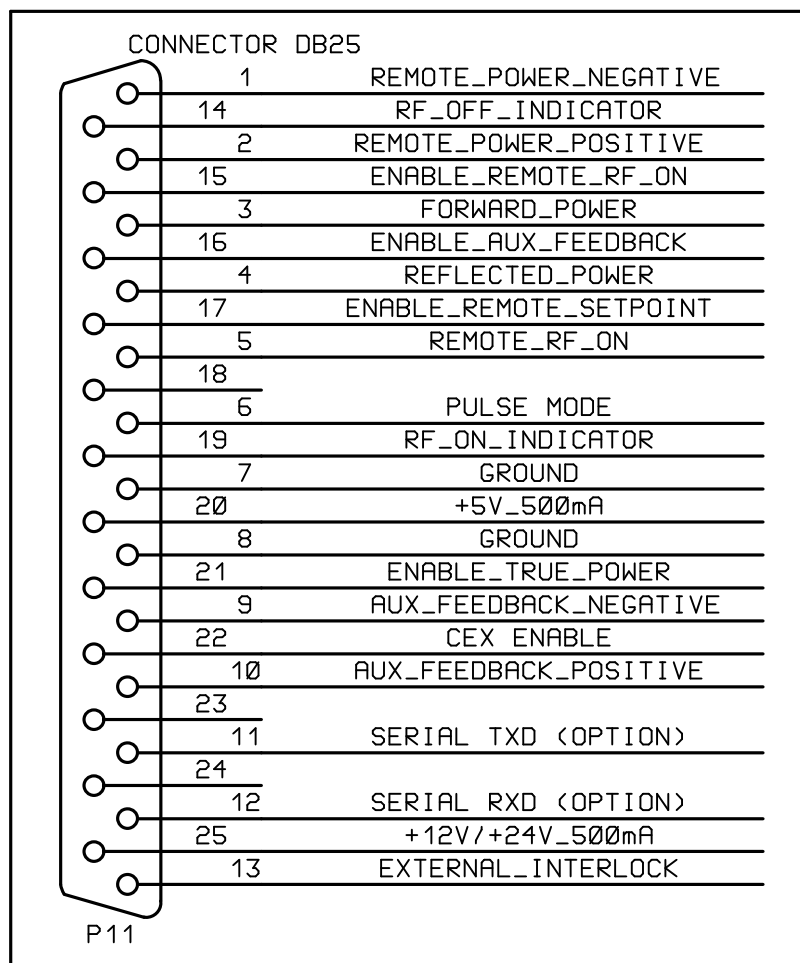 CONNECTOR DB25
1 REMOTE_POWER_NEGATIVE
14 RF_OFF_INDICATOR
2 REMOTE_POWER_POSITIVE
15 ENABLE_REMOTE_RF_ON
3 FORWARD_POWER
16 ENABLE_AUX_FEEDBACK
4 REFLECTED_POWER
17 ENABLE_REMOTE_SETPOINT
5 REMOTE_RF_ON
18
6 PULSE MODE
19 RF_ON_INDICATOR
7 GROUND
20 +5V_500mA
8 GROUND
21 ENABLE_TRUE_POWER
9 AUX_FEEDBACK_NEGATIVE
22 CEX ENABLE
10 AUX_FEEDBACK_POSITIVE
23
11 SERIAL TXD (OPTION)
24
12 SERIAL RXD (OPTION)
25 +12V/+24V_500mA
13 EXTERNAL_INTERLOCK
P11